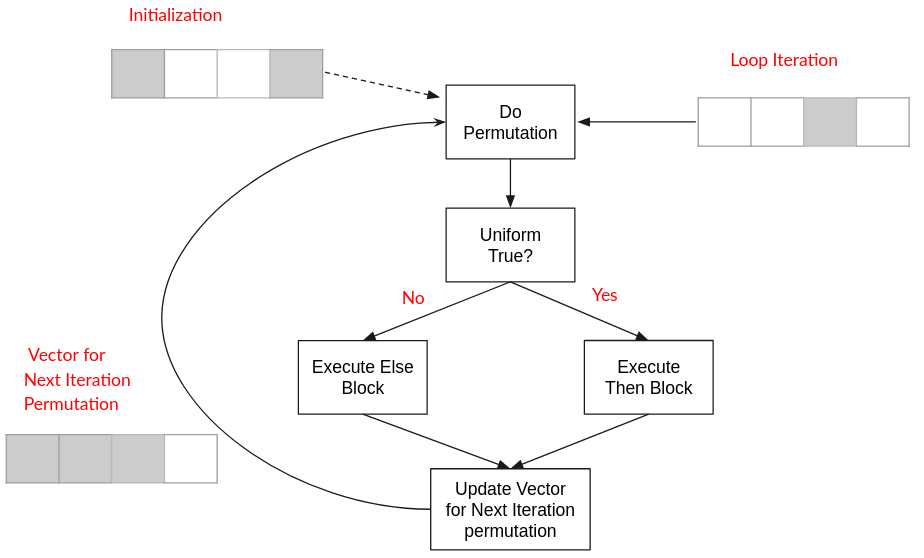 Initialization
Loop Iteration
Do
Permutation
Uniform
True?
No
Yes
Vector for
Next Iteration
Permutation
Execute Else
Block
Execute
Then Block
Update Vector
for Next Iteration
permutation